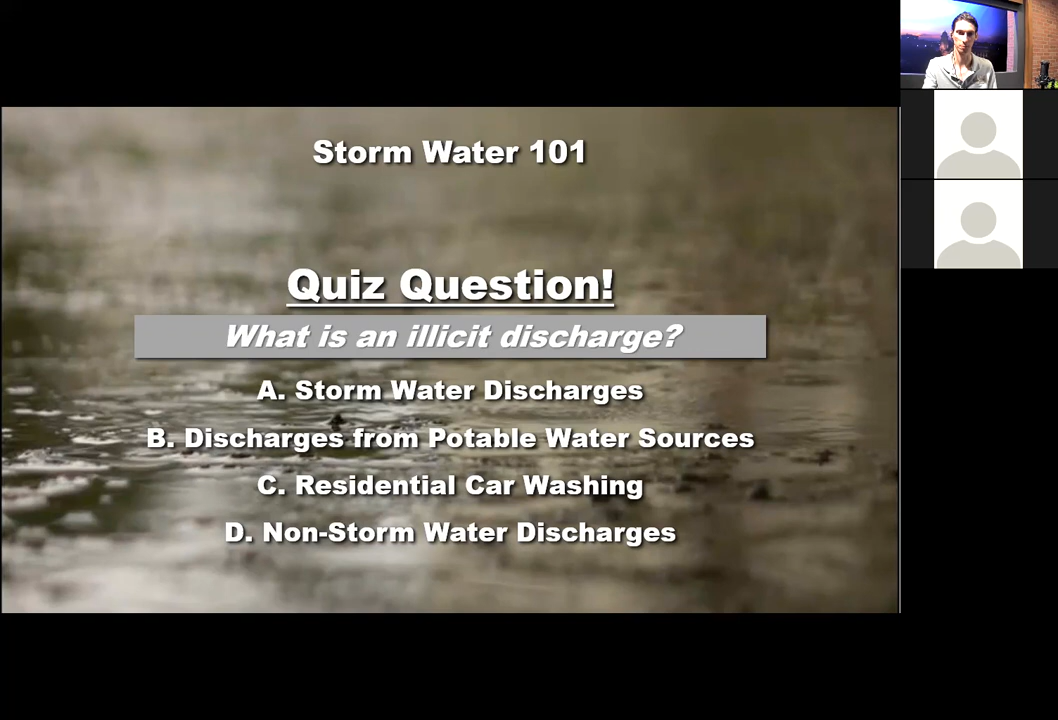 Storm Water 101
Quiz Question!
What is an illicit discharge?
A. Storm Water Discharges
B. Discharges from Potable Water Sources
C. Residential Car Washing
D. Non-Storm Water Discharges